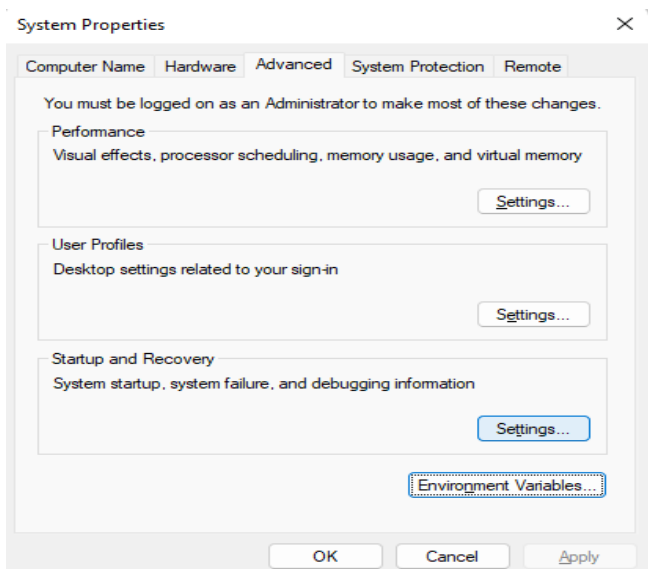 System Properties
Computer Name Hardware Advanced System Protection Remote
You must be logged on as an Administrator to make most of these changes.
Performance
Visual effects, processor scheduling, memory usage, and virtual memory
Settings...
User Profiles
Desktop settings related to your sign-in
Settings...
Startup and Recovery
System startup, system failure, and debugging information
Settings...
Environment Variables...
OK Cancel Apply